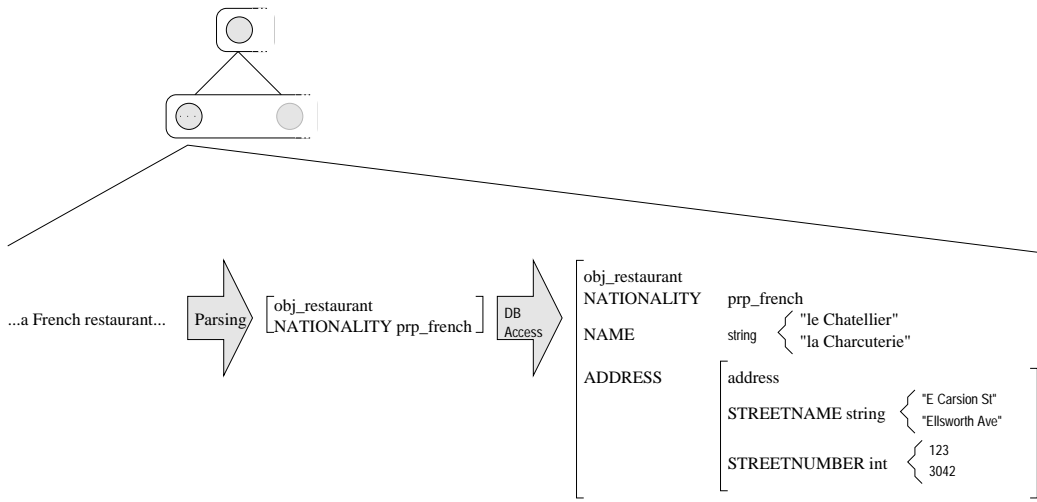 ...a French restaurant...
Parsing
obj_restaurant
NATIONALITY prp_french
DB
Access
obj_restaurant
NATIONALITY prp_french
NAME string "le Chatellier"
"la Charcuterie"
ADDRESS address
STREETNAME string "E Carsion St"
"Ellsworth Ave"
STREETNUMBER int 123
3042